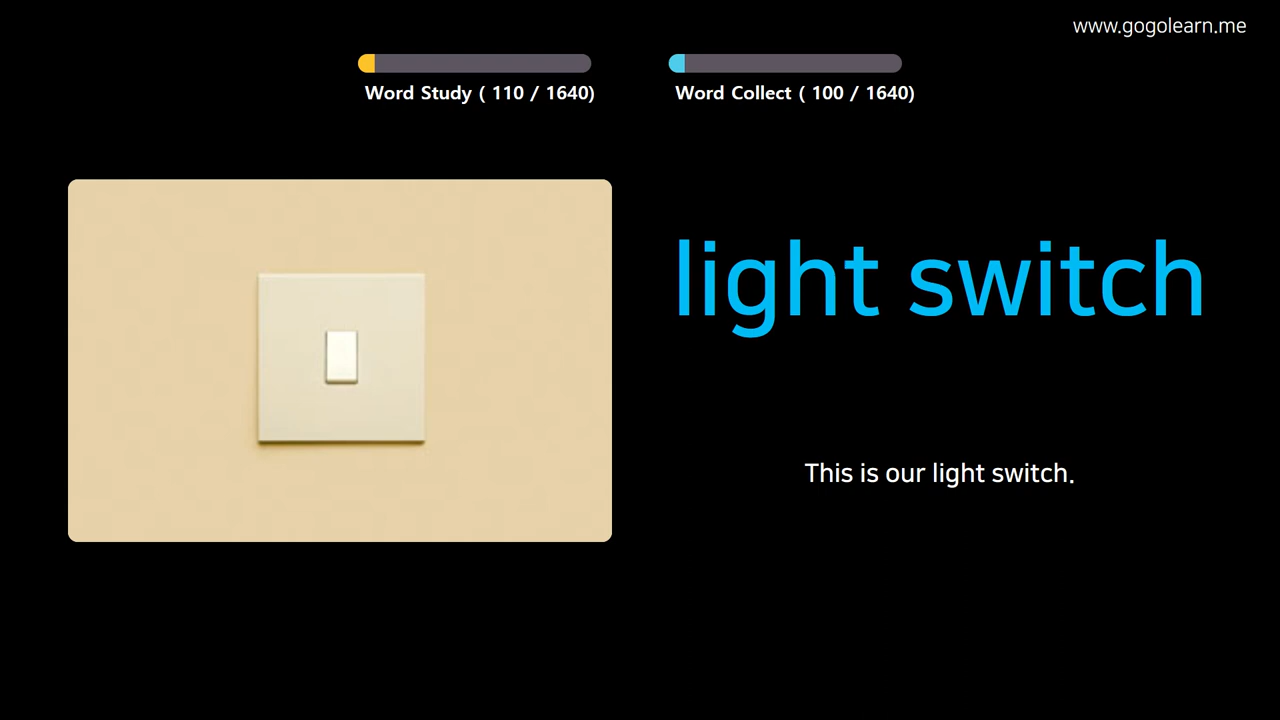 www.gogolearn.me
Word Study ( 110 / 1640)
Word Collect ( 100 / 1640)
light switch
This is our light switch.